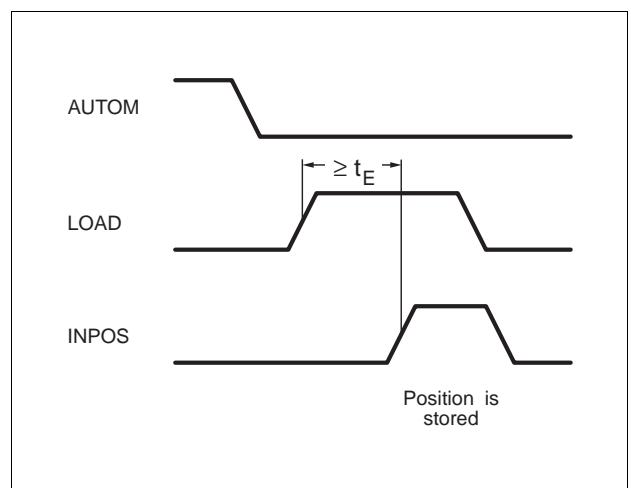 AUTOM
≥ tE
LOAD
INPOS
Position is
stored